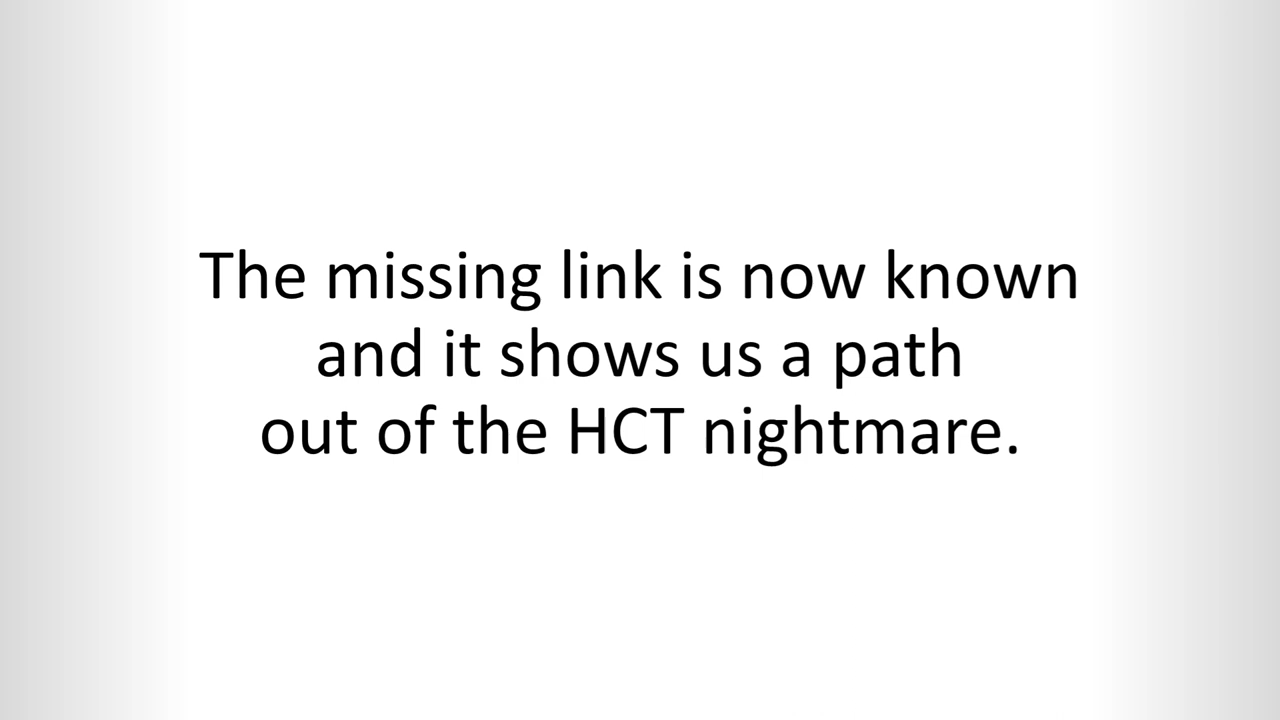 The missing link is now known
and it shows us a path
out of the HCT nightmare.